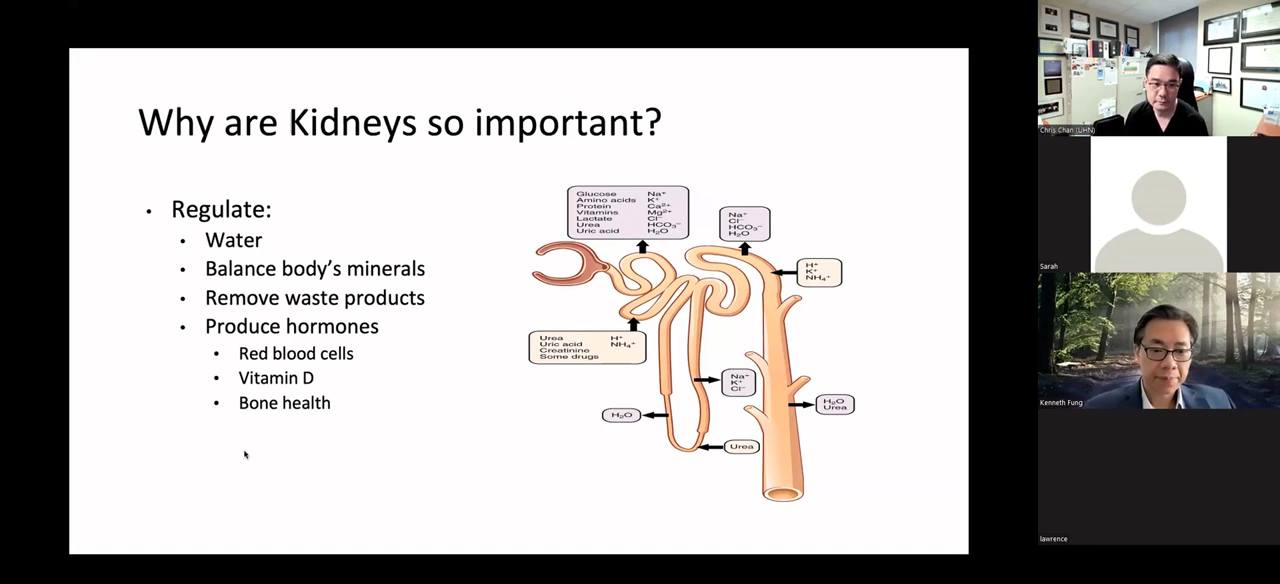 Why are Kidneys so important?
• Regulate:
• Water
• Balance body's minerals
• Remove waste products
• Produce hormones
• Red blood cells
• Vitamin D
• Bone health
Glucose Na⁺
Amino acids K⁺
Protein Ca²⁺
Vitamins Mg²⁺
Lactate Cl⁻
Urea HCO₃⁻
Uric acid H₂O
Na⁺
Cl⁻
HCO₃⁻
H₂O
H⁺
K⁺
NH₄⁺
Urea H⁺
Uric acid NH₄⁺
Creatinine
Some drugs
Na⁺
K⁺
Cl⁻
H₂O
Urea
H₂O
Urea
Chris Chan (UHN)
Sarah
Kenneth Fung
lawrence